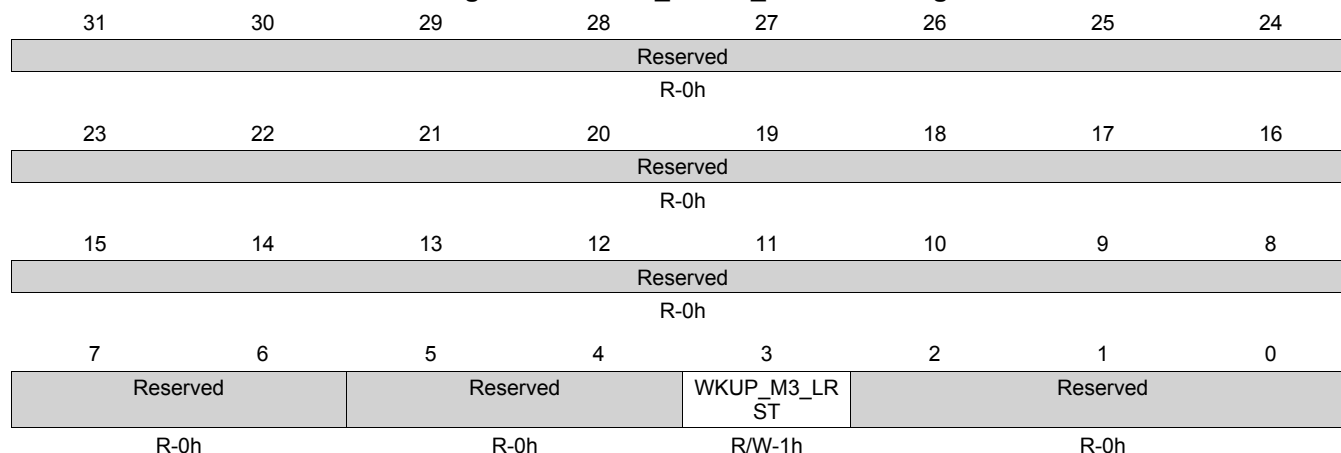 31 30 29 28 27 26 25 24
Reserved
R-0h
23 22 21 20 19 18 17 16
Reserved
R-0h
15 14 13 12 11 10 9 8
Reserved
R-0h
7 6 5 4 3 2 1 0
Reserved Reserved WKUP_M3_LR Reserved
ST
R-0h R-0h R/W-1h R-0h